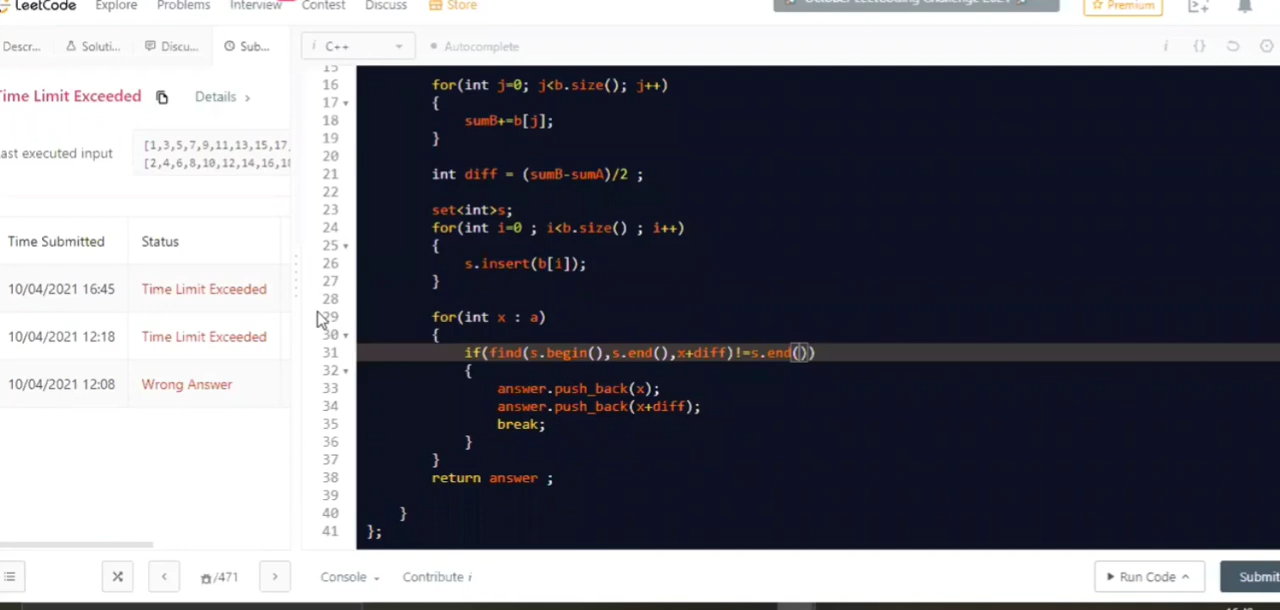 LeetCode Explore Problems Interview Contest Discuss Store Premium
Descr... Soluti... Discu... Sub... i C++ Autocomplete i {}
Time Limit Exceeded Details >
[1,3,5,7,9,11,13,15,17,
[2,4,6,8,10,12,14,16,18
ast executed input
Time Submitted Status
10/04/2021 16:45 Time Limit Exceeded
10/04/2021 12:18 Time Limit Exceeded
10/04/2021 12:08 Wrong Answer
15
16 for(int j=0; j<b.size(); j++)
17 {
18 sumB+=b[j];
19 }
20
21 int diff = (sumB-sumA)/2 ;
22
23 set<int>s;
24 for(int i=0 ; i<b.size() ; i++)
25 {
26 s.insert(b[i]);
27 }
28
29 for(int x : a)
30 {
31 if(find(s.begin(),s.end(),x+diff)!=s.end())
32 {
33 answer.push_back(x);
34 answer.push_back(x+diff);
35 break;
36 }
37 }
38 return answer ;
39
40 }
41 };
/471 Console Contribute i Run Code Submit